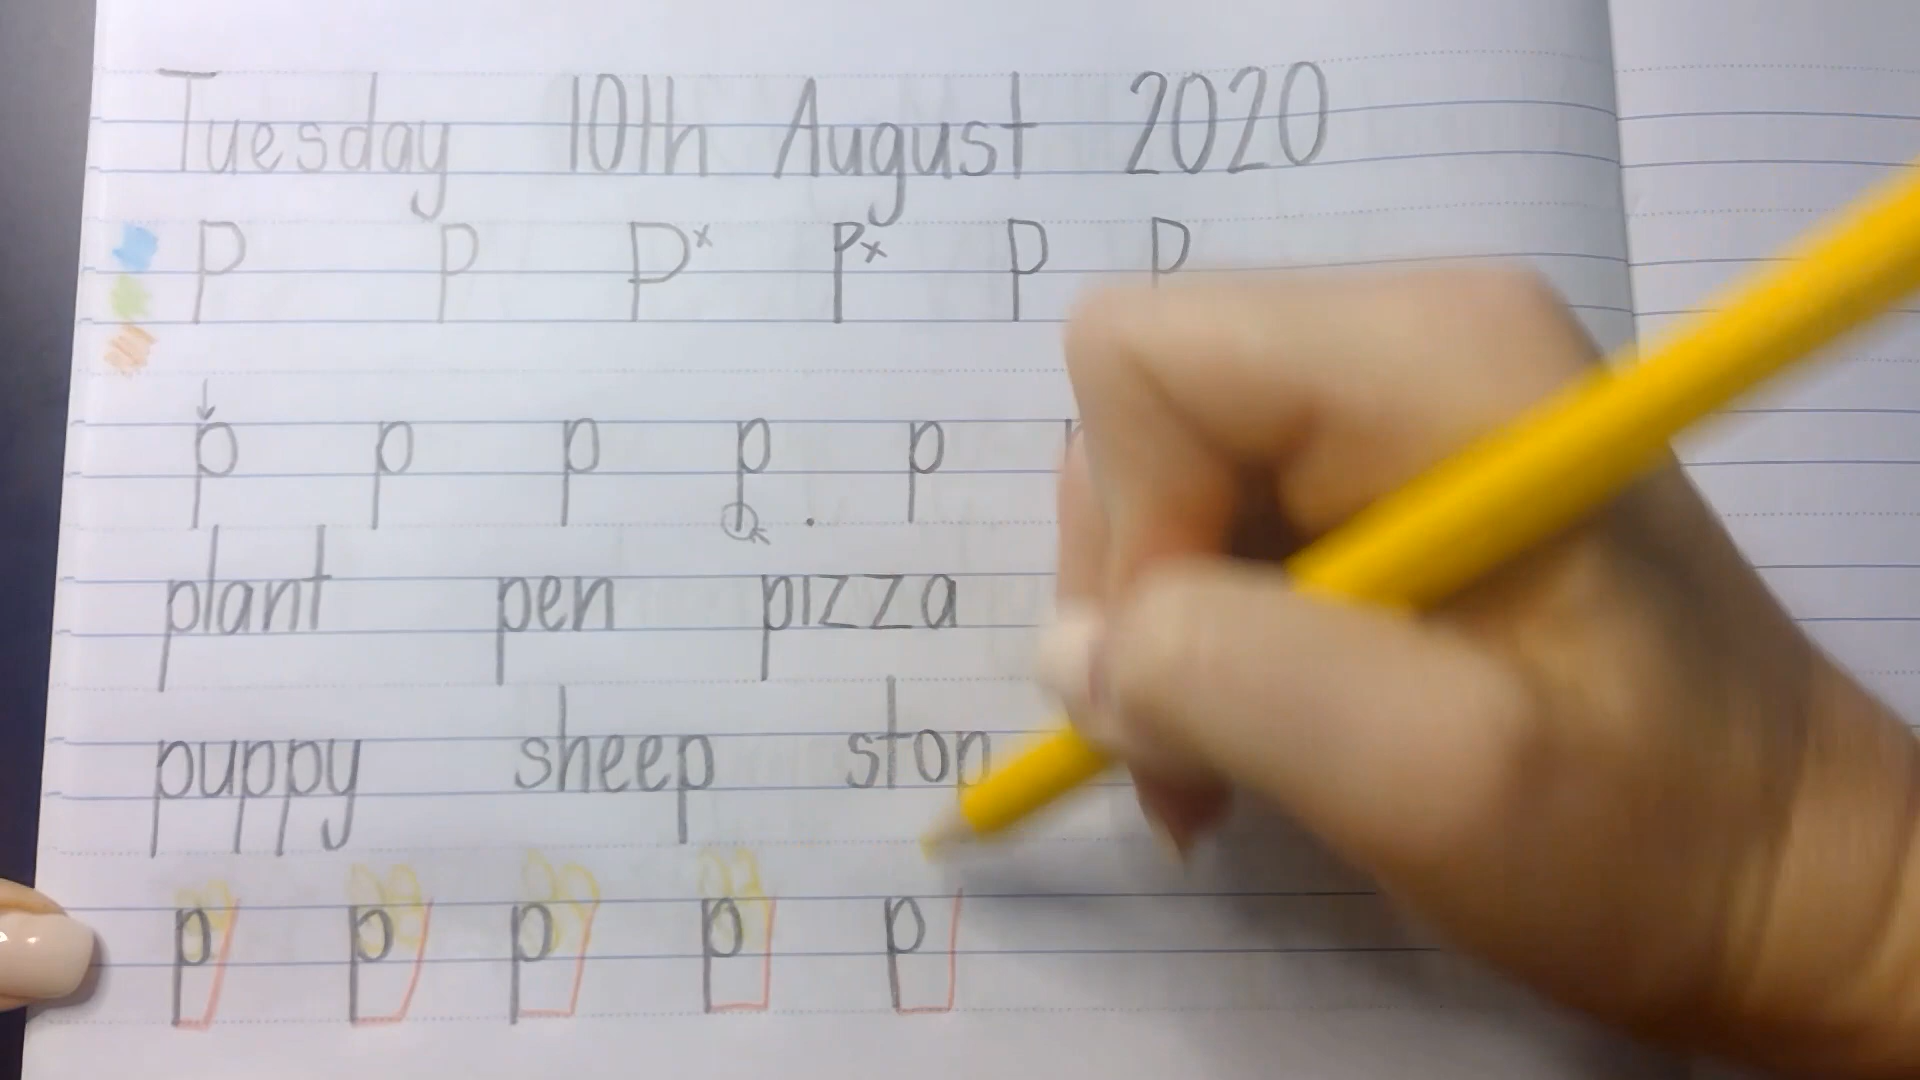 Tuesday 10th August 2020
P P P x P x P P
p p p p . p
plant pen pizza
puppy sheep stop
p p p p p